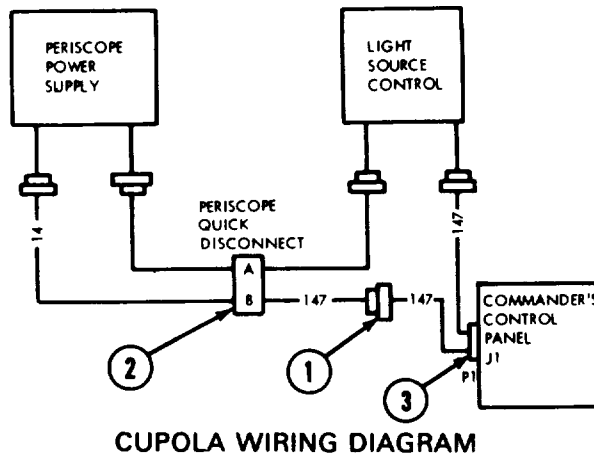 PERISCOPE
POWER
SUPPLY
LIGHT
SOURCE
CONTROL
14
PERISCOPE
QUICK
DISCONNECT
147
A
B
147
147
COMMANDER'S
CONTROL
PANEL
J1
P1
2
1
3
CUPOLA WIRING DIAGRAM